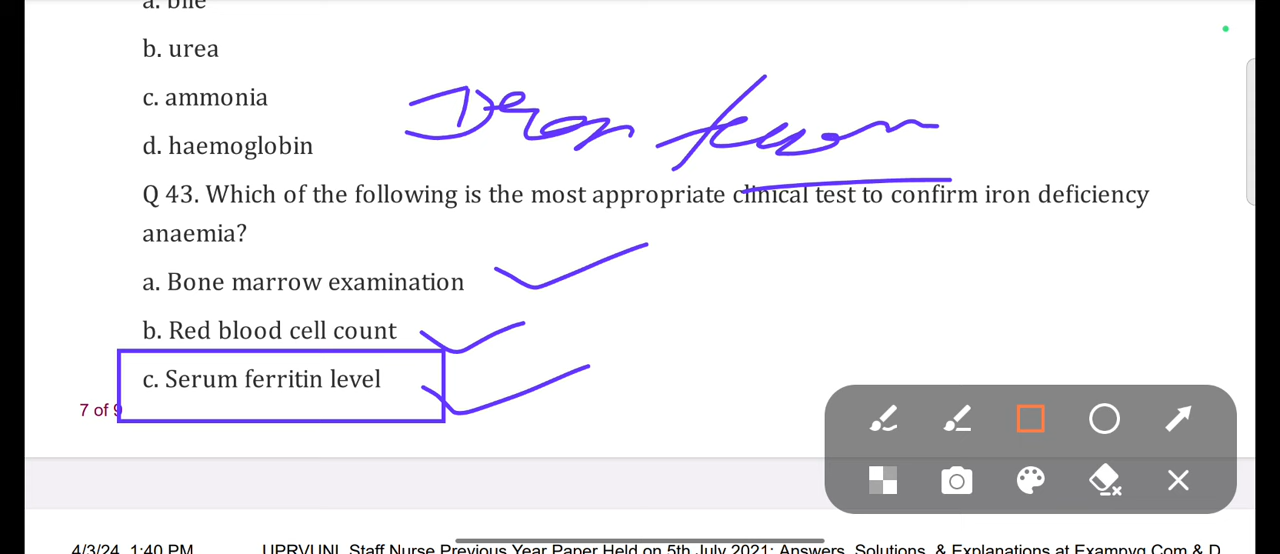 a. bile
b. urea
c. ammonia
d. haemoglobin
Q 43. Which of the following is the most appropriate clinical test to confirm iron deficiency
anaemia?
a. Bone marrow examination
b. Red blood cell count
c. Serum ferritin level
7 of 9
4/3/24, 1:40 PM UPRVUNL Staff Nurse Previous Year Paper Held on 5th July 2021: Answers, Solutions, & Explanations at Exampyq.Com & D